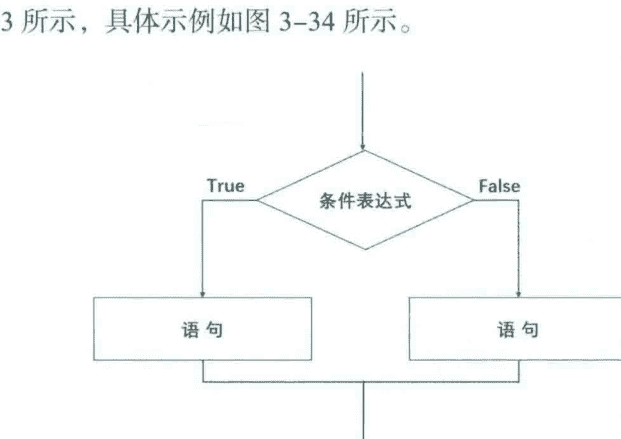 3 所示，具体示例如图 3-34 所示。
True
条件表达式
False
语 句
语 句